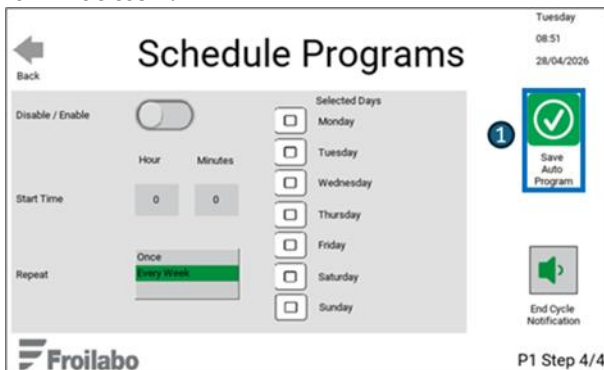 Tuesday
08:51
28/04/2026
Schedule Programs
Back
Disable / Enable
Selected Days
Monday
Tuesday
Wednesday
Thursday
Friday
Saturday
Sunday
Hour Minutes
Start Time
0 0
Repeat
Once
Every Week
1
Save
Auto
Program
End Cycle
Notification
Froilabo
P1 Step 4/4